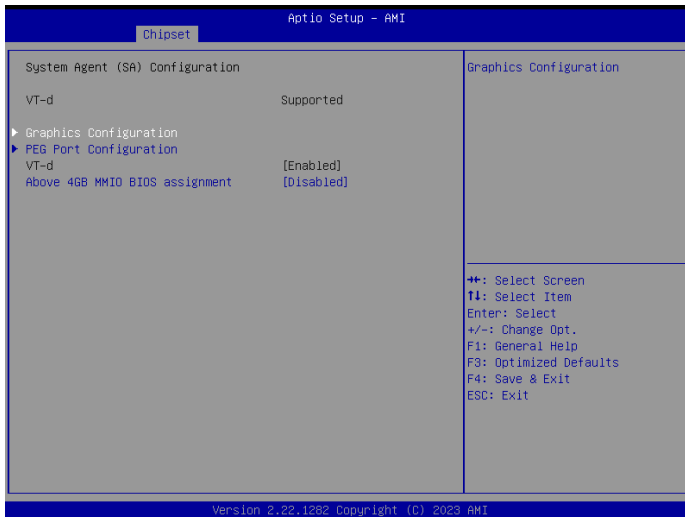 Aptio Setup – AMI
Chipset
System Agent (SA) Configuration
Graphics Configuration
VT-d Supported
Graphics Configuration
PEG Port Configuration
VT-d [Enabled]
Above 4GB MMIO BIOS assignment [Disabled]
→←: Select Screen
↑↓: Select Item
Enter: Select
+/-: Change Opt.
F1: General Help
F3: Optimized Defaults
F4: Save & Exit
ESC: Exit
Version 2.22.1282 Copyright (C) 2023 AMI